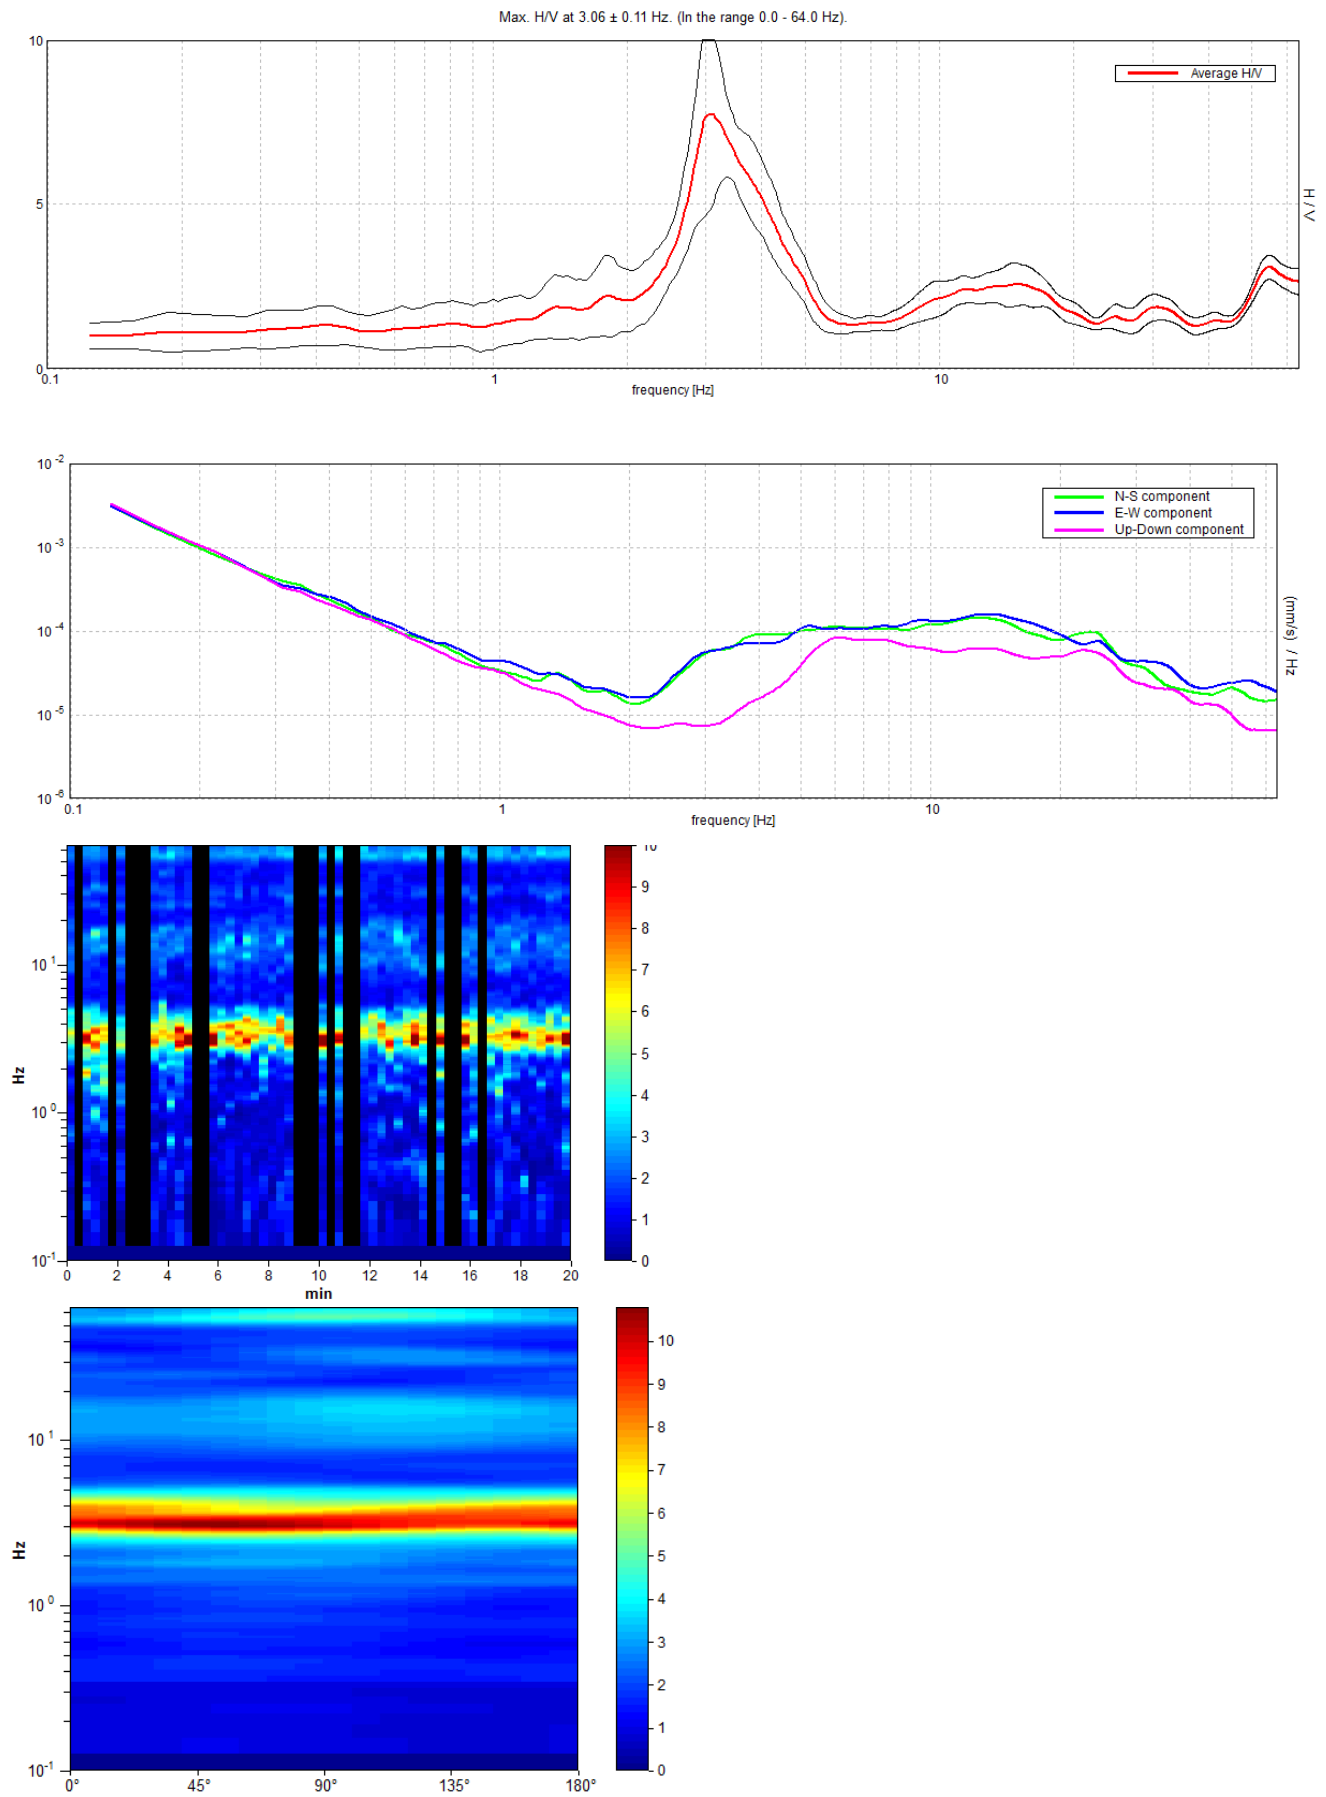 Max. H/V at 3.06 ± 0.11 Hz. (In the range 0.0 - 64.0 Hz).
10
5
0
Average H/V
H / V
0.1 1 10
frequency [Hz]
10 -2
10 -3
10 -4
10 -5
10 -6
N-S component
E-W component
Up-Down component
(mm/s) / Hz
0.1 1 10
frequency [Hz]
10 1
10 0
10 -1
Hz
0 2 4 6 8 10 12 14 16 18 20
min
10
9
8
7
6
5
4
3
2
1
0
10 1
10 0
10 -1
Hz
0° 45° 90° 135° 180°
10
9
8
7
6
5
4
3
2
1
0